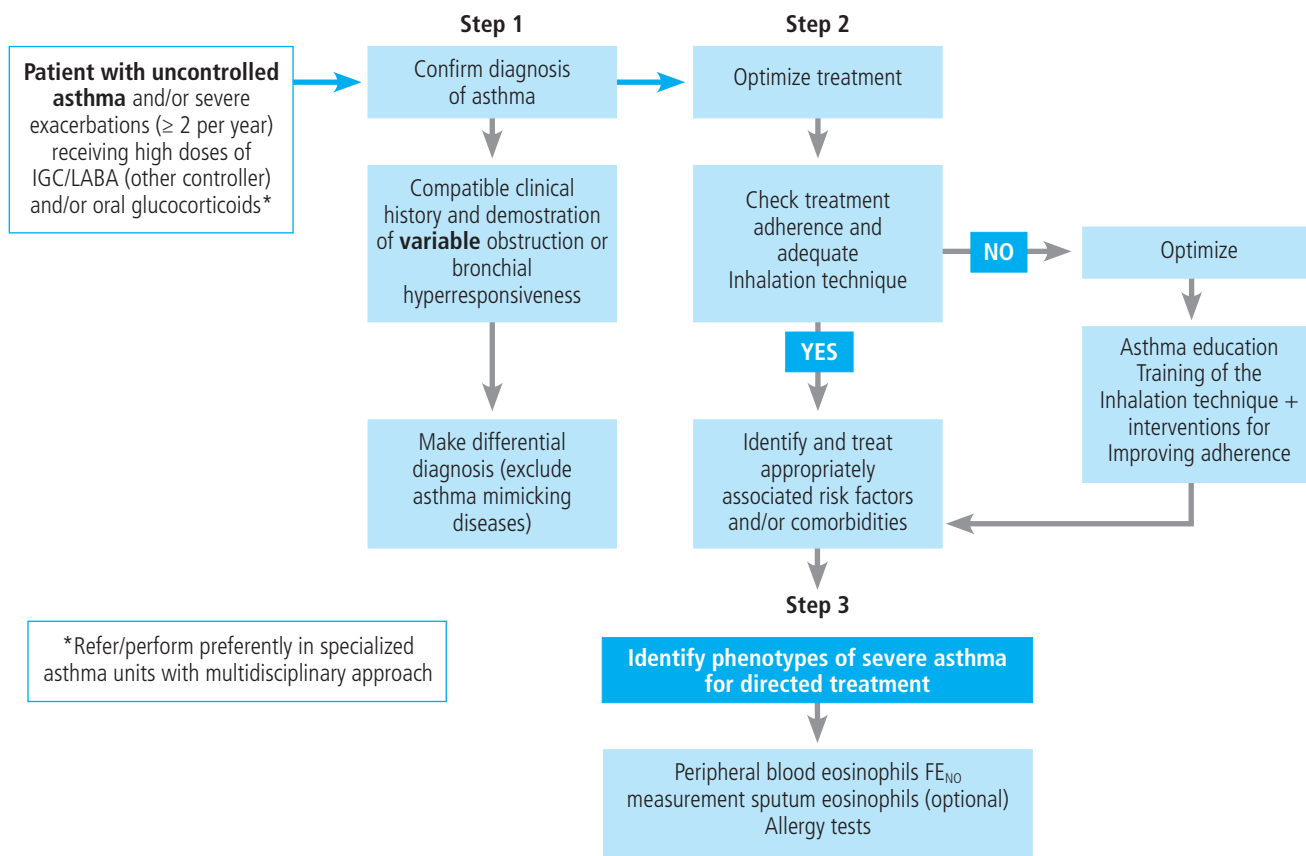 Step 1
Step 2
Patient with uncontrolled
asthma and/or severe
exacerbations (≥ 2 per year)
receiving high doses of
IGC/LABA (other controller)
and/or oral glucocorticoids*
Confirm diagnosis
of asthma
Optimize treatment
Compatible clinical
history and demostration
of variable obstruction or
bronchial
hyperresponsiveness
Check treatment
adherence and
adequate
Inhalation technique
NO
Optimize
YES
Asthma education
Training of the
Inhalation technique +
interventions for
Improving adherence
Make differential
diagnosis (exclude
asthma mimicking
diseases)
Identify and treat
appropriately
associated risk factors
and/or comorbidities
Step 3
*Refer/perform preferently in specialized
asthma units with multidisciplinary approach
Identify phenotypes of severe asthma
for directed treatment
Peripheral blood eosinophils FENO
measurement sputum eosinophils (optional)
Allergy tests